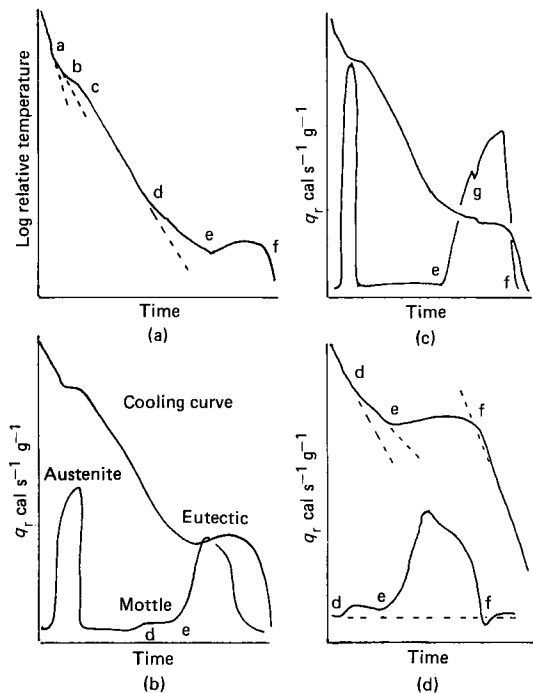 a
b
c
d
e
f
Log relative temperature
Time
(a)
g
e
f
q_r cal s⁻¹ g⁻¹
Time
(c)
Cooling curve
Austenite
Eutectic
Mottle
d
e
q_r cal s⁻¹ g⁻¹
Time
(b)
d
e
f
d
e
f
q_r cal s⁻¹ g⁻¹
Time
(d)